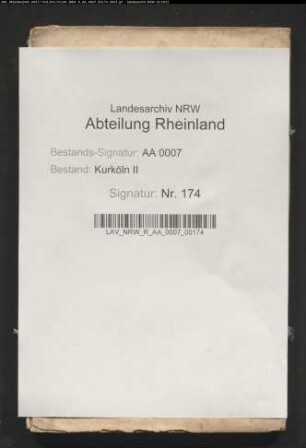 Landesarchiv NRW
Abteilung Rheinland
Bestands-Signatur: AA 0007
Bestand: Kurköln II
Signatur: Nr. 174
LAV_NRW_R_AA_0007_00174